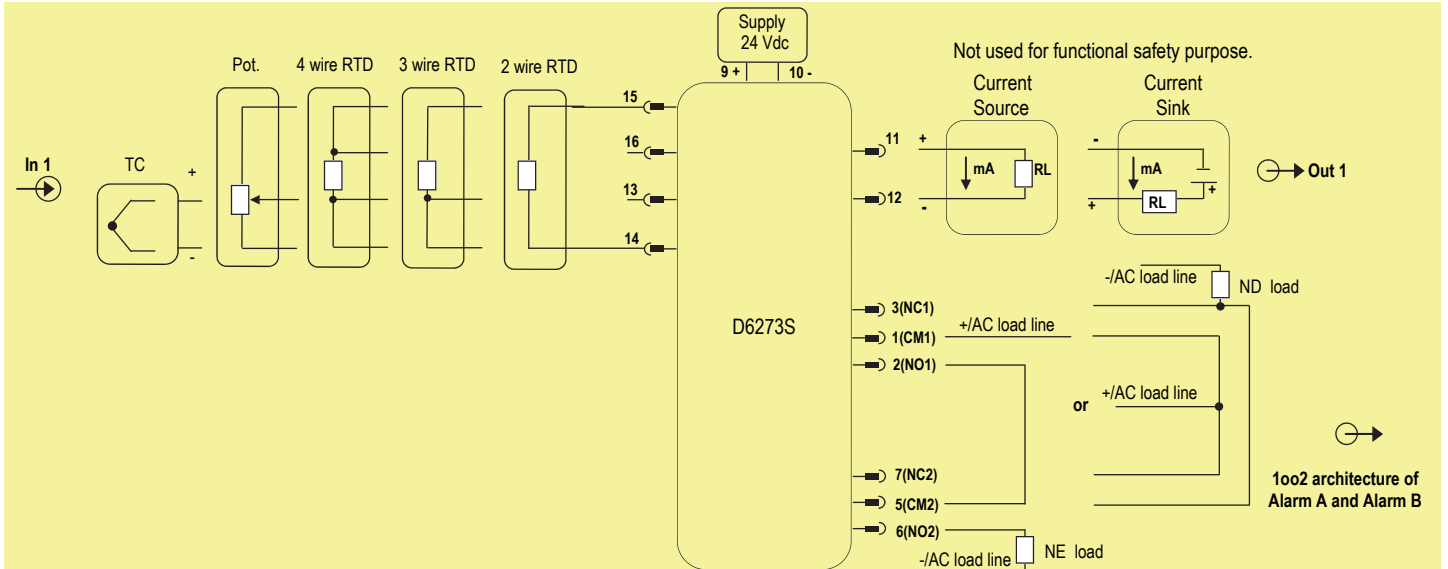 Supply
24 Vdc
9 +
10 -
Not used for functional safety purpose.
Pot.
4 wire RTD
3 wire RTD
2 wire RTD
Current
Source
Current
Sink
15
16
13
14
In 1
TC
+
-
11
12
+
-
mA
RL
-
+
mA
RL
+
Out 1
D6273S
3(NC1)
1(CM1)
2(NO1)
+/AC load line
-/AC load line
ND load
or
+/AC load line
7(NC2)
5(CM2)
6(NO2)
-/AC load line
NE load
1oo2 architecture of
Alarm A and Alarm B